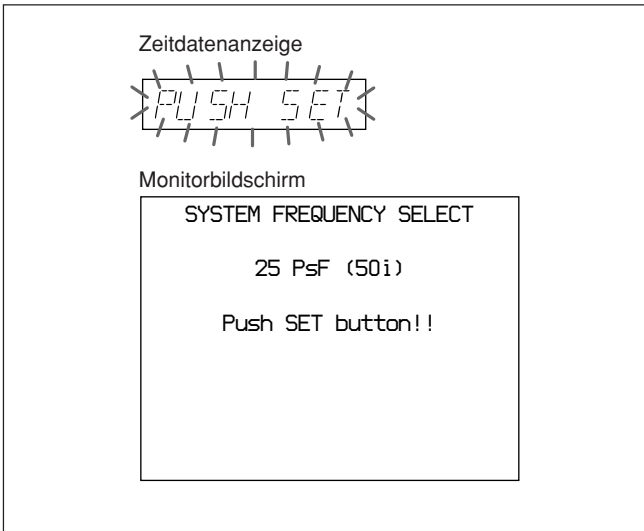 Zeitdatenanzeige
PUSH SET
Monitorbildschirm
SYSTEM FREQUENCY SELECT
25 PsF (50i)
Push SET button!!